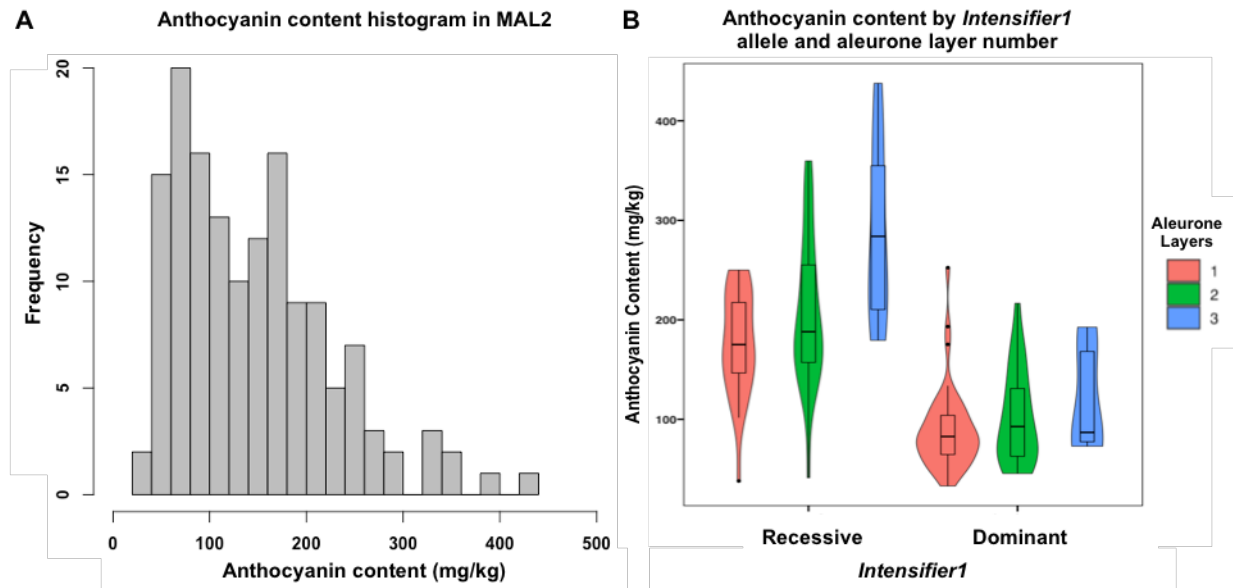 A
Anthocyanin content histogram in MAL2
Frequency
0
5
10
15
20
0
100
200
300
400
500
Anthocyanin content (mg/kg)
B
Anthocyanin content by Intensifier1
allele and aleurone layer number
Anthocyanin Content (mg/kg)
400
300
200
100
Recessive
Dominant
Intensifier1
Aleurone
Layers
1
2
3